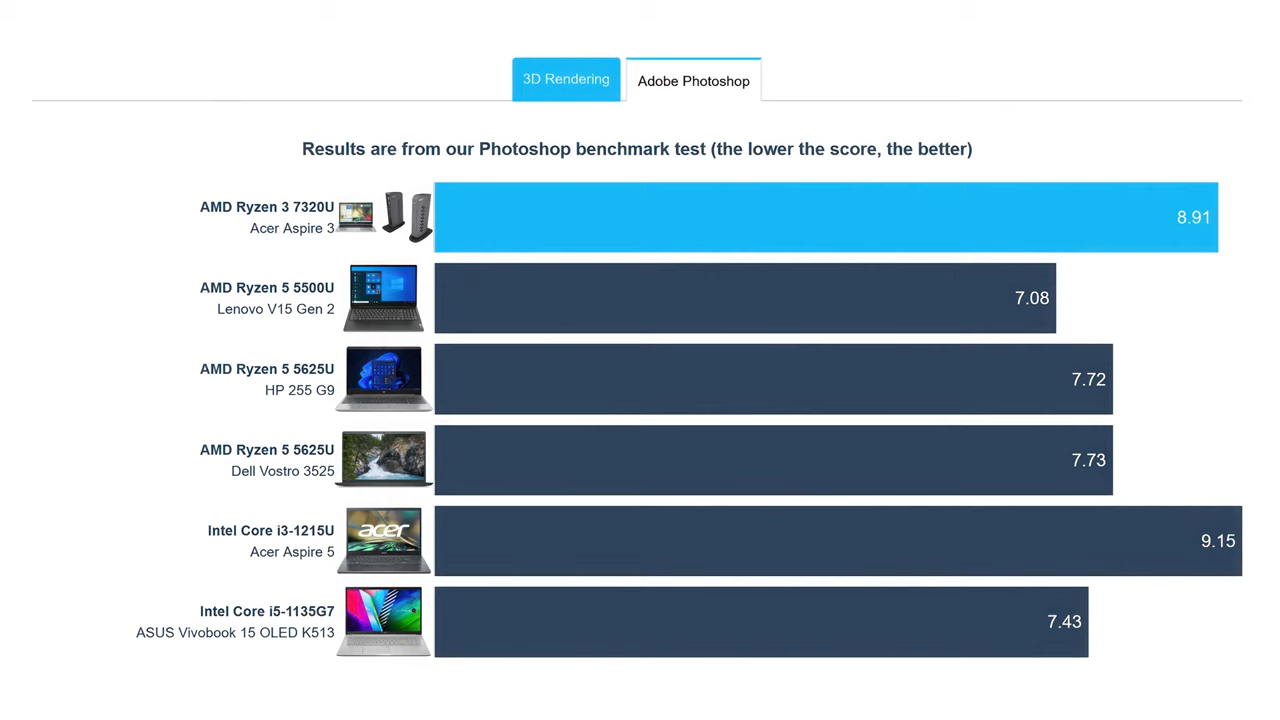 3D Rendering
Adobe Photoshop
Results are from our Photoshop benchmark test (the lower the score, the better)
AMD Ryzen 3 7320U
Acer Aspire 3
8.91
AMD Ryzen 5 5500U
Lenovo V15 Gen 2
7.08
AMD Ryzen 5 5625U
HP 255 G9
7.72
AMD Ryzen 5 5625U
Dell Vostro 3525
7.73
Intel Core i3-1215U
Acer Aspire 5
acer
9.15
Intel Core i5-1135G7
ASUS Vivobook 15 OLED K513
7.43